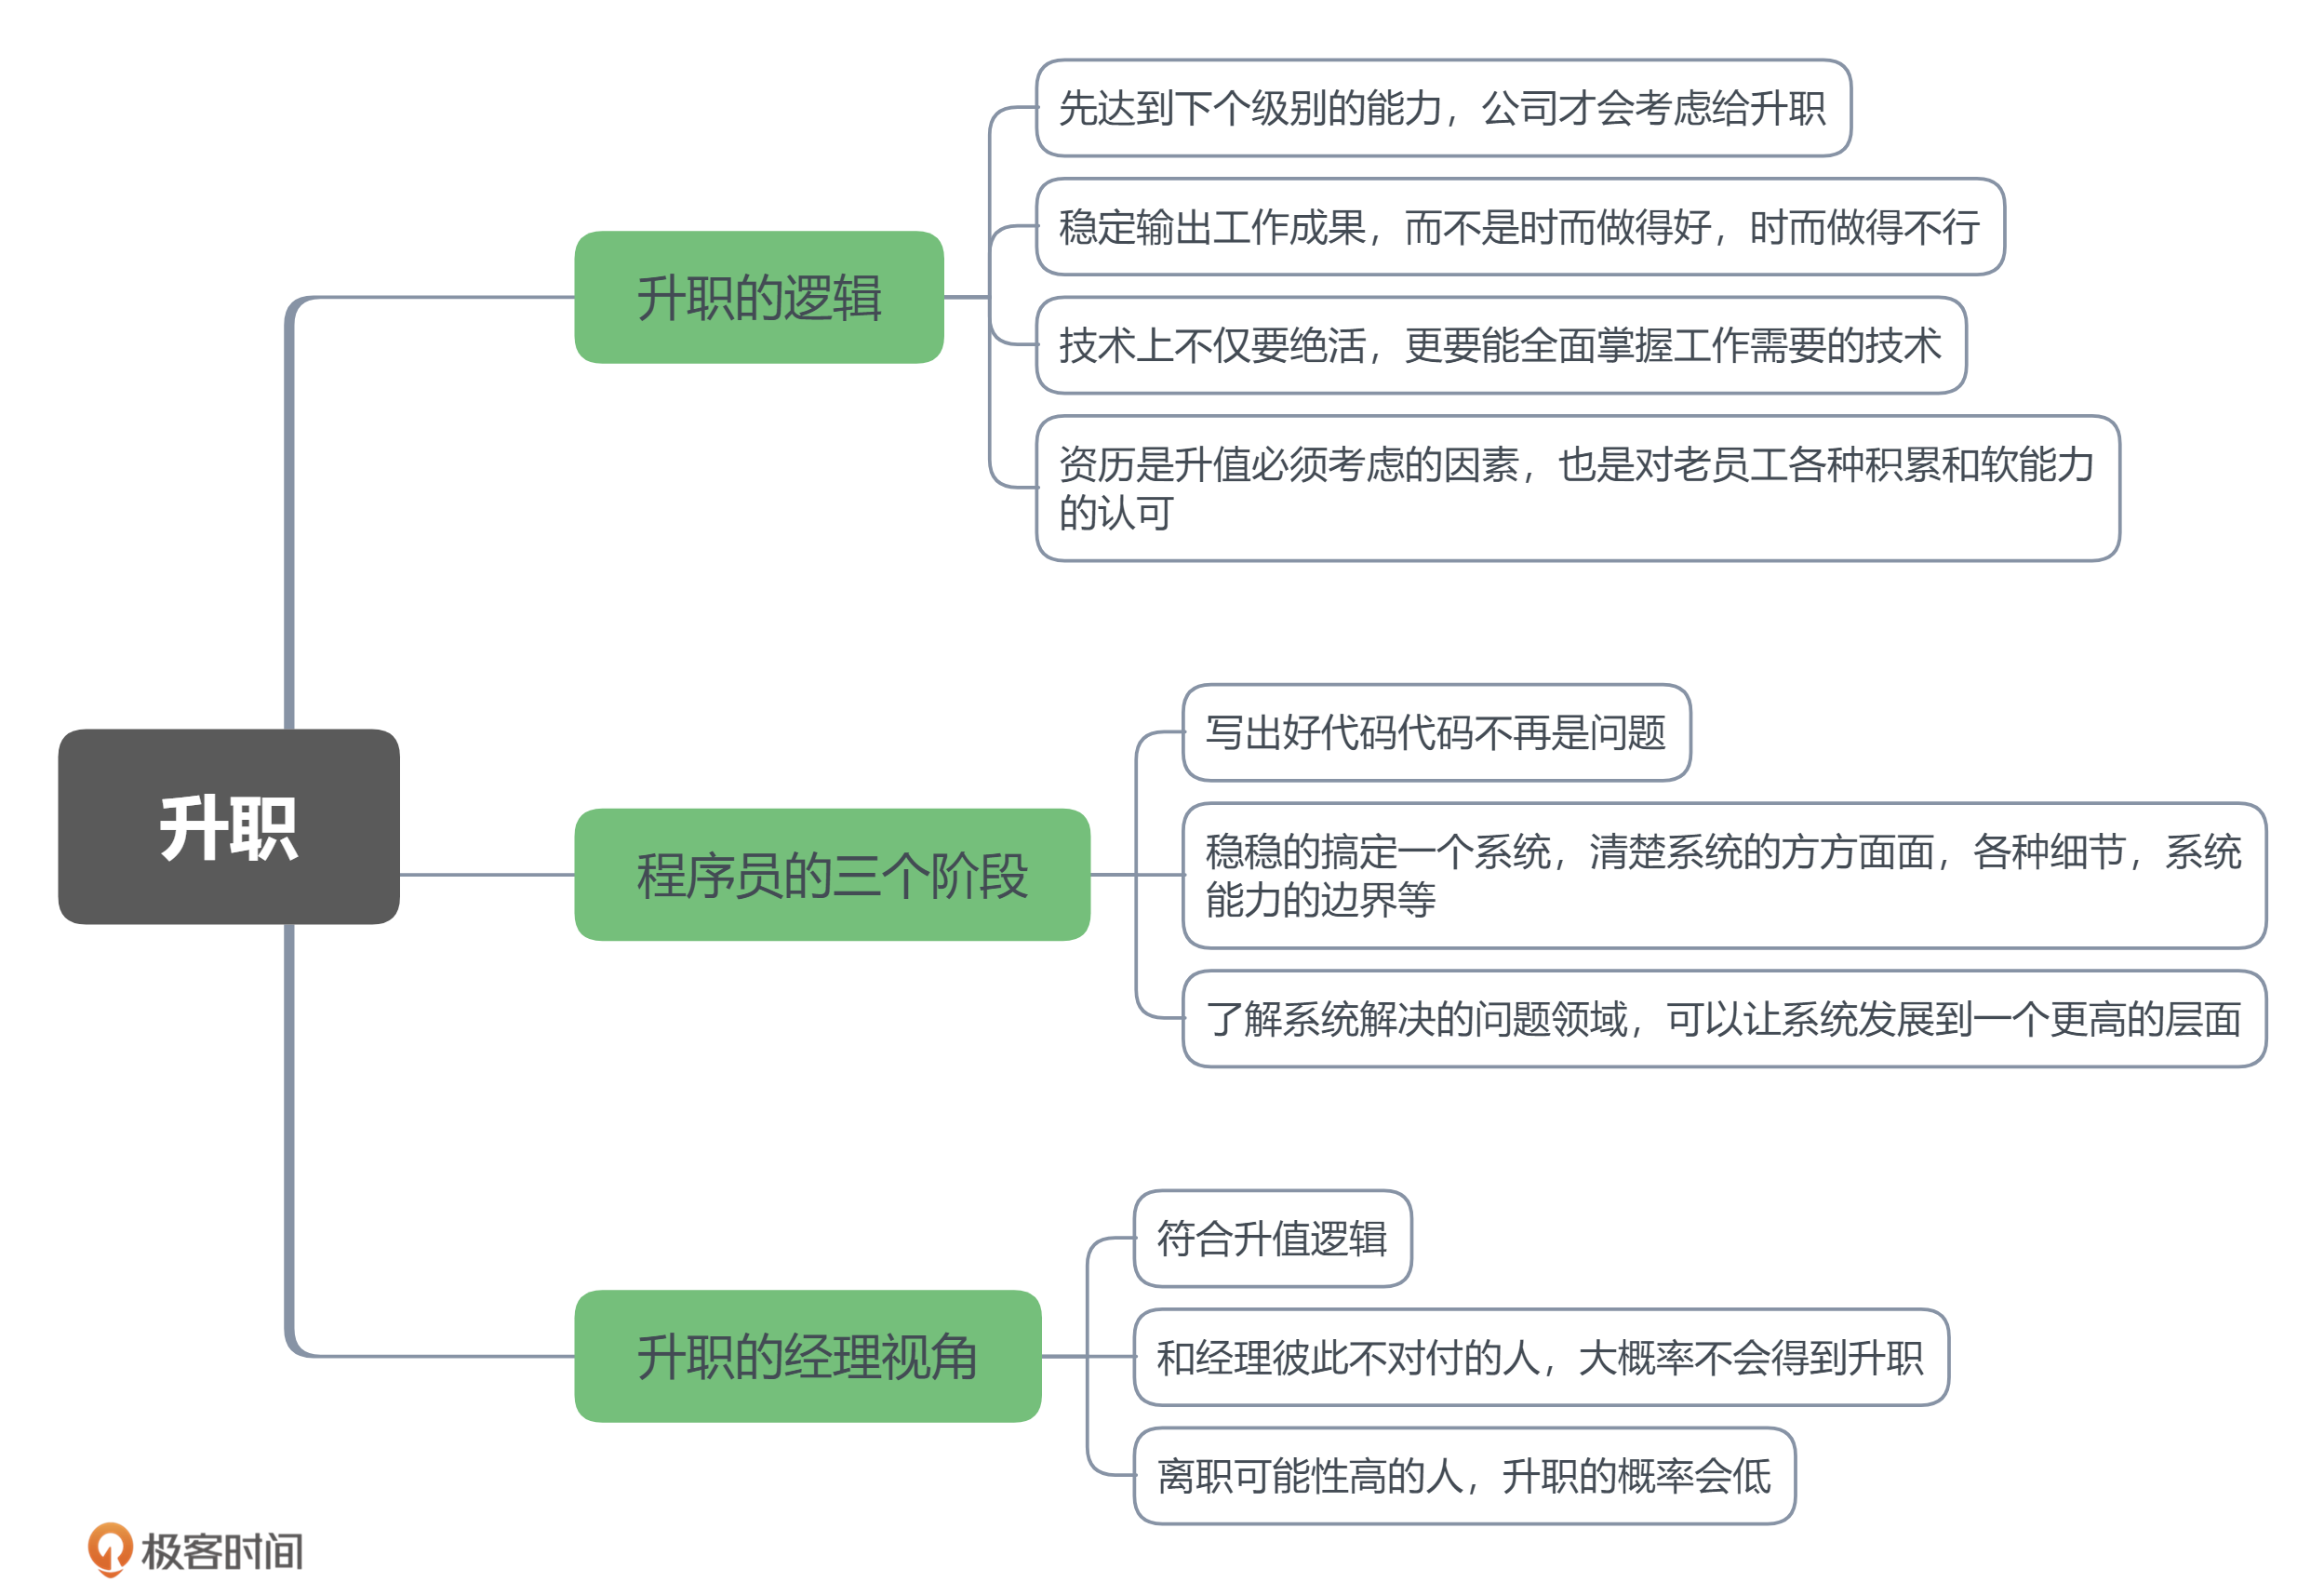 升职
升职的逻辑
先达到下个级别的能力，公司才会考虑给升职
稳定输出工作成果，而不是时而做得好，时而做得不行
技术上不仅要绝活，更要能全面掌握工作需要的技术
资历是升值必须考虑的因素，也是对老员工各种积累和软能力
的认可
程序员的三个阶段
写出好代码代码不再是问题
稳稳的搞定一个系统，清楚系统的方方面面，各种细节，系统
能力的边界等
了解系统解决的问题领域，可以让系统发展到一个更高的层面
升职的经理视角
符合升值逻辑
和经理彼此不对付的人，大概率不会得到升职
离职可能性高的人，升职的概率会低
极客时间